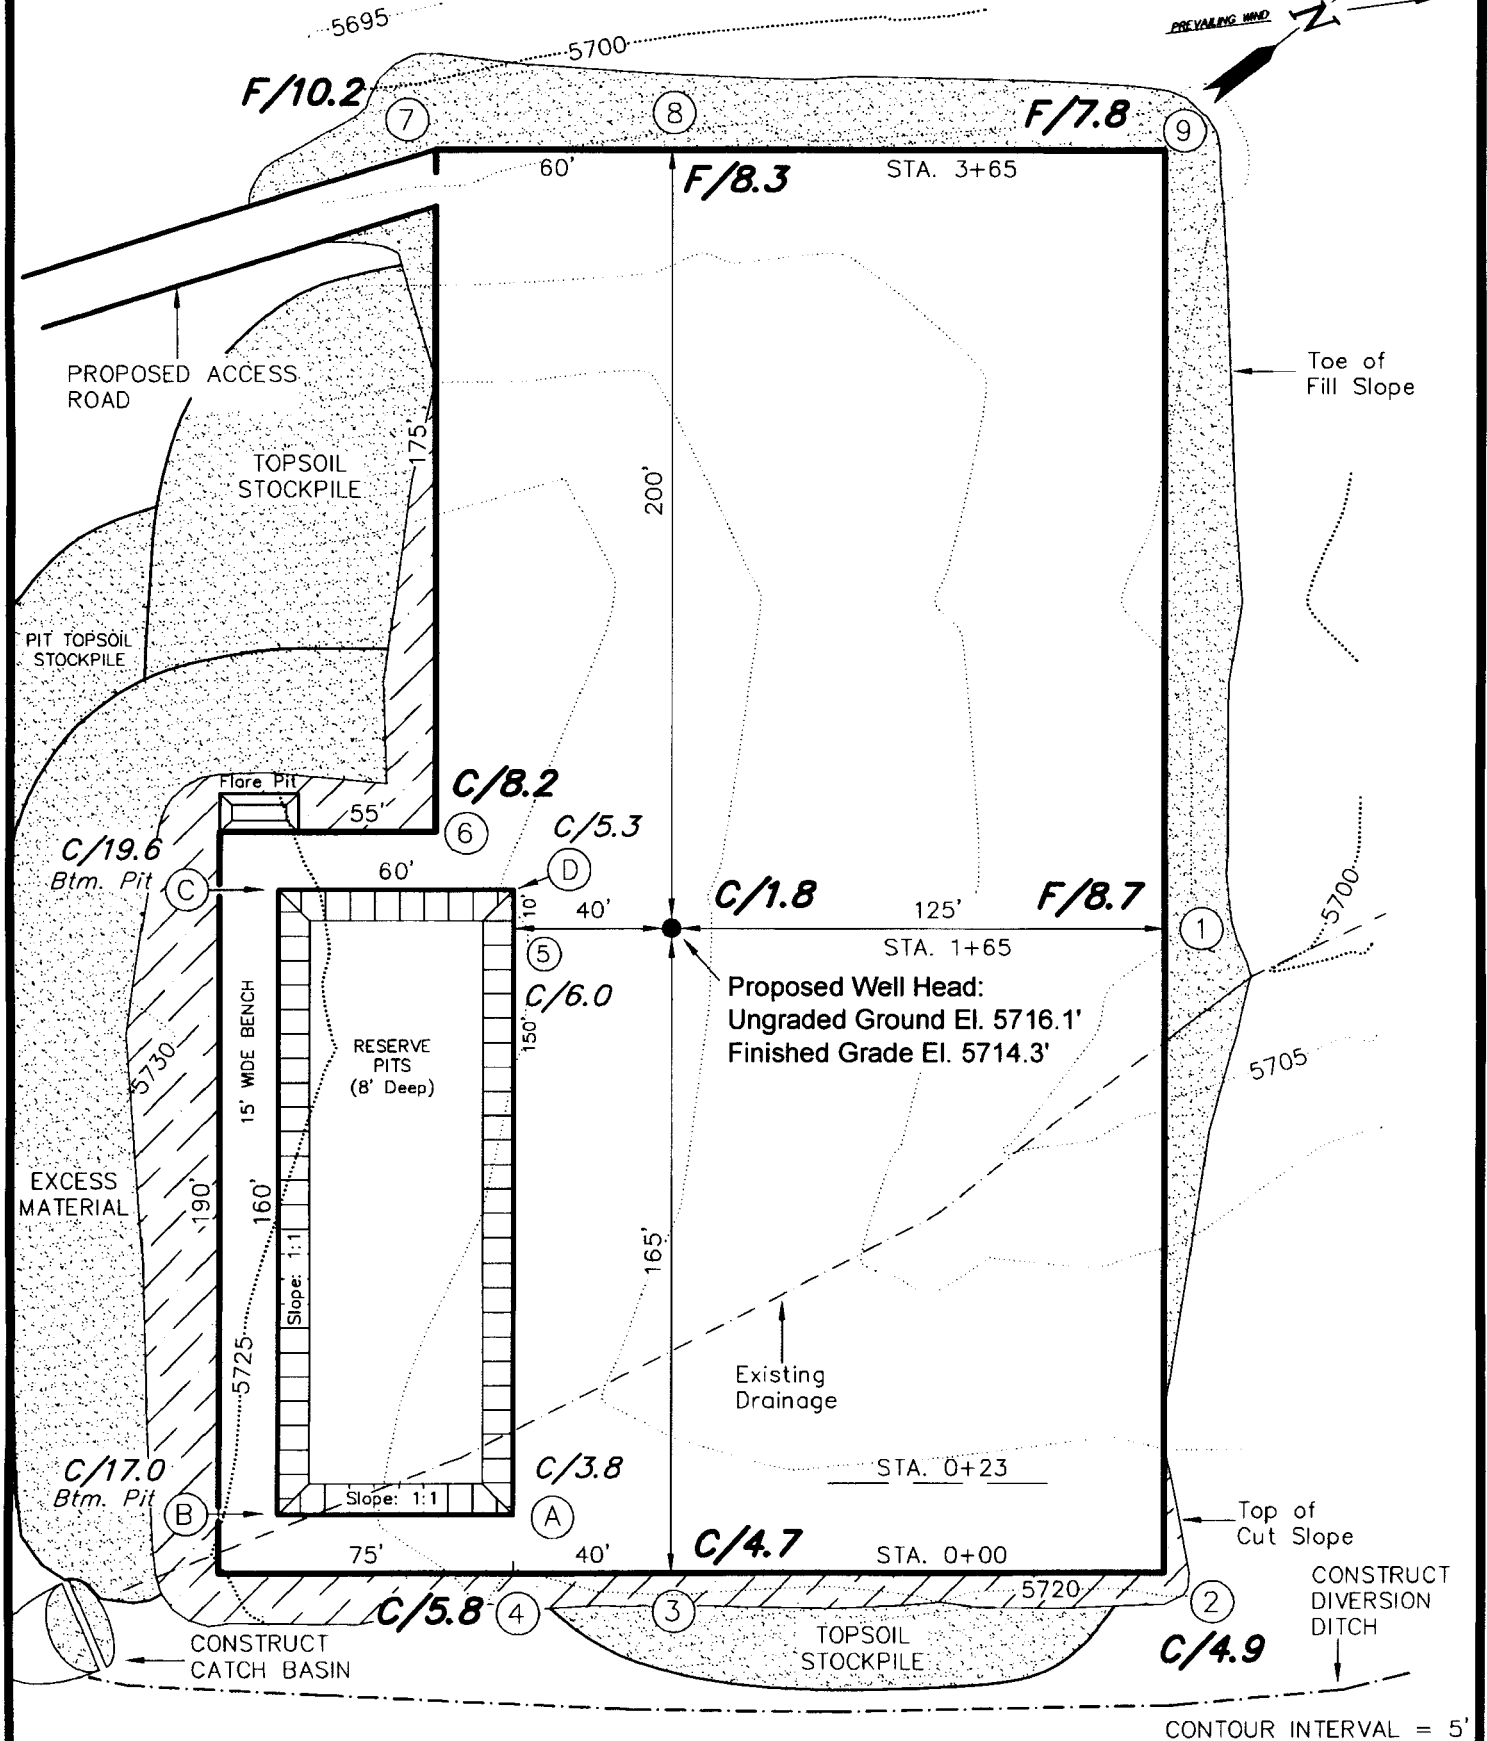 5695
5700
PREVAILING WIND
N
F/10.2
7
8
F/7.8
9
60'
F/8.3
STA. 3+65
PROPOSED ACCESS
ROAD
Toe of
Fill Slope
175'
TOPSOIL
STOCKPILE
200'
PIT TOPSOIL
STOCKPILE
Flare Pit
C/8.2
55'
6
C/5.3
C/19.6
Btm. Pit
C
60'
D
10'
40'
C/1.8
125'
F/8.7
5700
STA. 1+65
1
5
C/6.0
Proposed Well Head:
Ungraded Ground El. 5716.1'
Finished Grade El. 5714.3'
15' WIDE BENCH
150'
RESERVE
PITS
(8' Deep)
5730
5705
EXCESS
MATERIAL
190'
160'
Slope: 1:1
165'
5725
Existing
Drainage
C/17.0
Btm. Pit
B
C/3.8
STA. 0+23
Slope: 1:1
A
Top of
Cut Slope
75'
40'
C/4.7
STA. 0+00
5720
C/5.8
4
3
2
C/4.9
CONSTRUCT
DIVERSION
DITCH
TOPSOIL
STOCKPILE
CONSTRUCT
CATCH BASIN
CONTOUR INTERVAL = 5'